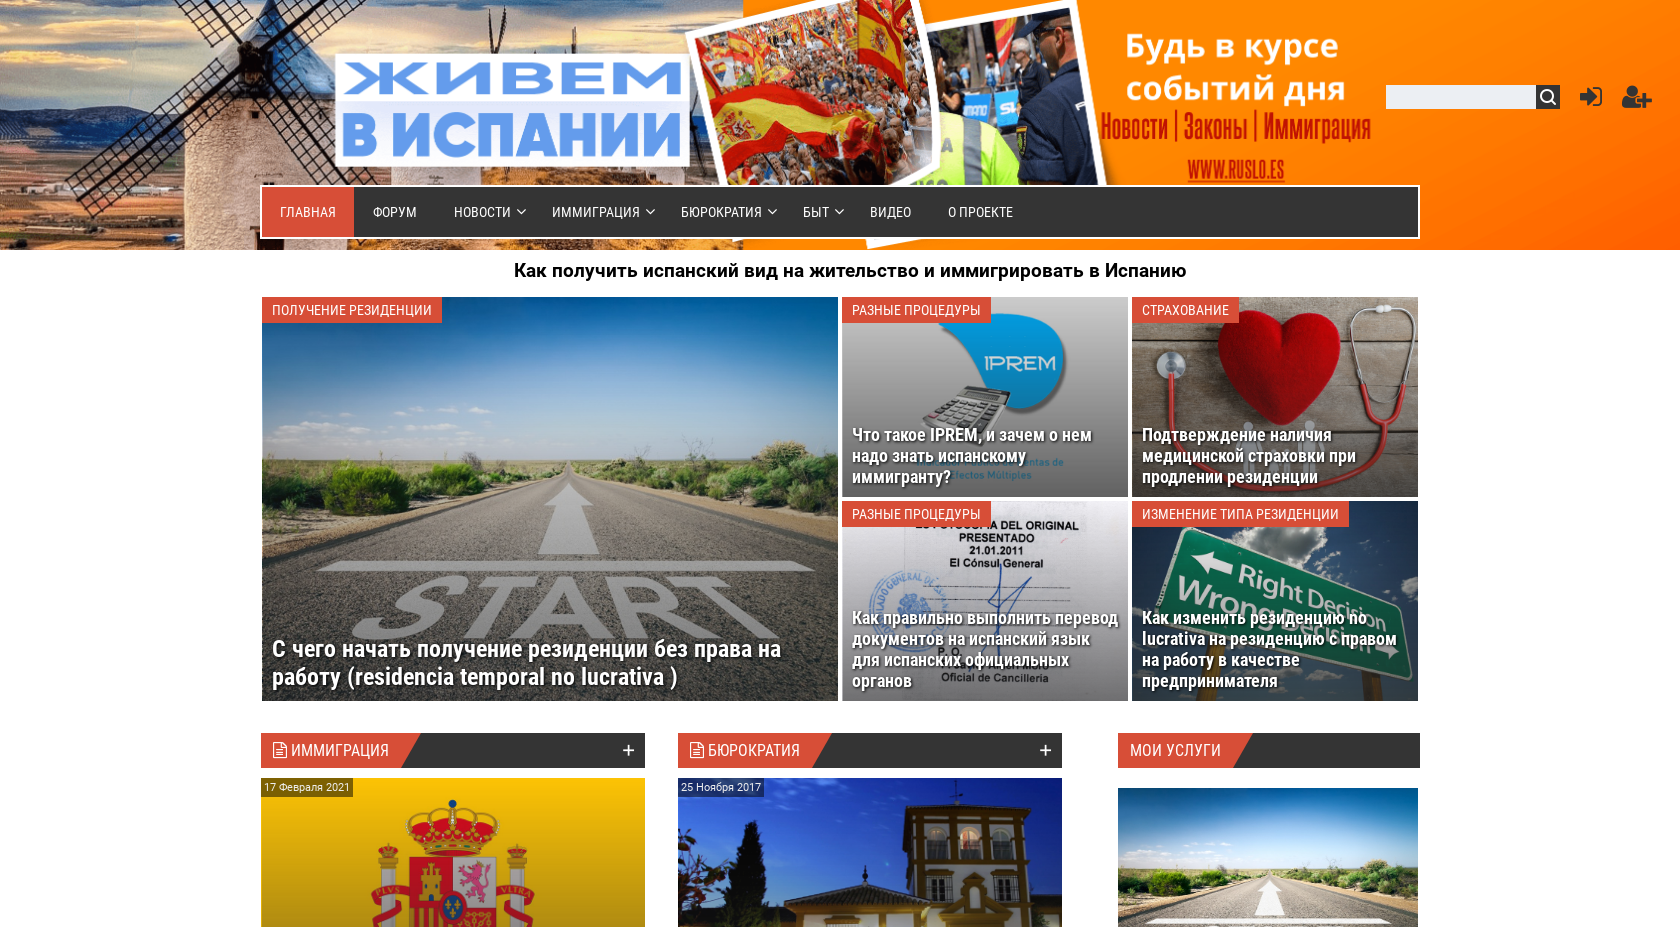 ЖИВЕМ
В ИСПАНИИ
Будь в курсе
событий дня
Новости | Законы | Иммиграция
WWW.RUSLO.ES
ГЛАВНАЯ ФОРУМ НОВОСТИ ИММИГРАЦИЯ БЮРОКРАТИЯ БЫТ ВИДЕО О ПРОЕКТЕ
Как получить испанский вид на жительство и иммигрировать в Испанию
ПОЛУЧЕНИЕ РЕЗИДЕНЦИИ
START
С чего начать получение резиденции без права на
работу (residencia temporal no lucrativa )
РАЗНЫЕ ПРОЦЕДУРЫ
IPREM
Что такое IPREM, и зачем о нем
надо знать испанскому
иммигранту?
Efectos Múltiples
СТРАХОВАНИЕ
Подтверждение наличия
медицинской страховки при
продлении резиденции
РАЗНЫЕ ПРОЦЕДУРЫ
DEL ORIGINAL
PRESENTADO
21.01.2011
El Cónsul General
Как правильно выполнить перевод
документов на испанский язык
для испанских официальных
органов
Oficial de Cancillería
ИЗМЕНЕНИЕ ТИПА РЕЗИДЕНЦИИ
Right Decision
Wrong Decision
Как изменить резиденцию no
lucrativa на резиденцию с правом
на работу в качестве
предпринимателя
ИММИГРАЦИЯ +
17 Февраля 2021
PLVS VLTRA
БЮРОКРАТИЯ +
25 Ноября 2017
МОИ УСЛУГИ